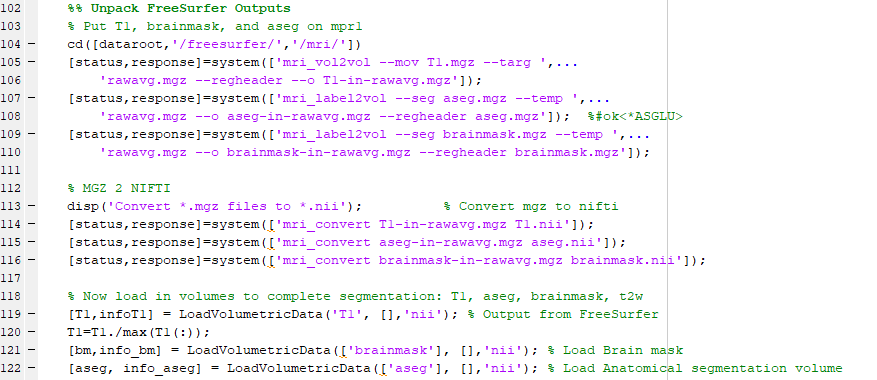 102 %% Unpack FreeSurfer Outputs
103 % Put T1, brainmask, and aseg on mpr1
104 – cd([dataroot,'/freesurfer/','/mri/'])
105 – [status,response]=system(['mri_vol2vol --mov T1.mgz --targ ',...
106 'rawavg.mgz --regheader --o T1-in-rawavg.mgz']);
107 – [status,response]=system(['mri_label2vol --seg aseg.mgz --temp ',...
108 'rawavg.mgz --o aseg-in-rawavg.mgz --regheader aseg.mgz']); %#ok<*ASGLU>
109 – [status,response]=system(['mri_label2vol --seg brainmask.mgz --temp ',...
110 'rawavg.mgz --o brainmask-in-rawavg.mgz --regheader brainmask.mgz']);
111
112 % MGZ 2 NIFTI
113 – disp('Convert *.mgz files to *.nii'); % Convert mgz to nifti
114 – [status,response]=system(['mri_convert T1-in-rawavg.mgz T1.nii']);
115 – [status,response]=system(['mri_convert aseg-in-rawavg.mgz aseg.nii']);
116 – [status,response]=system(['mri_convert brainmask-in-rawavg.mgz brainmask.nii']);
117
118 % Now load in volumes to complete segmentation: T1, aseg, brainmask, t2w
119 – [T1,infoT1] = LoadVolumetricData('T1', [],'nii'); % Output from FreeSurfer
120 – T1=T1./max(T1(:));
121 – [bm,info_bm] = LoadVolumetricData(['brainmask'], [],'nii'); % Load Brain mask
122 – [aseg, info_aseg] = LoadVolumetricData(['aseg'], [],'nii'); % Load Anatomical segmentation volume